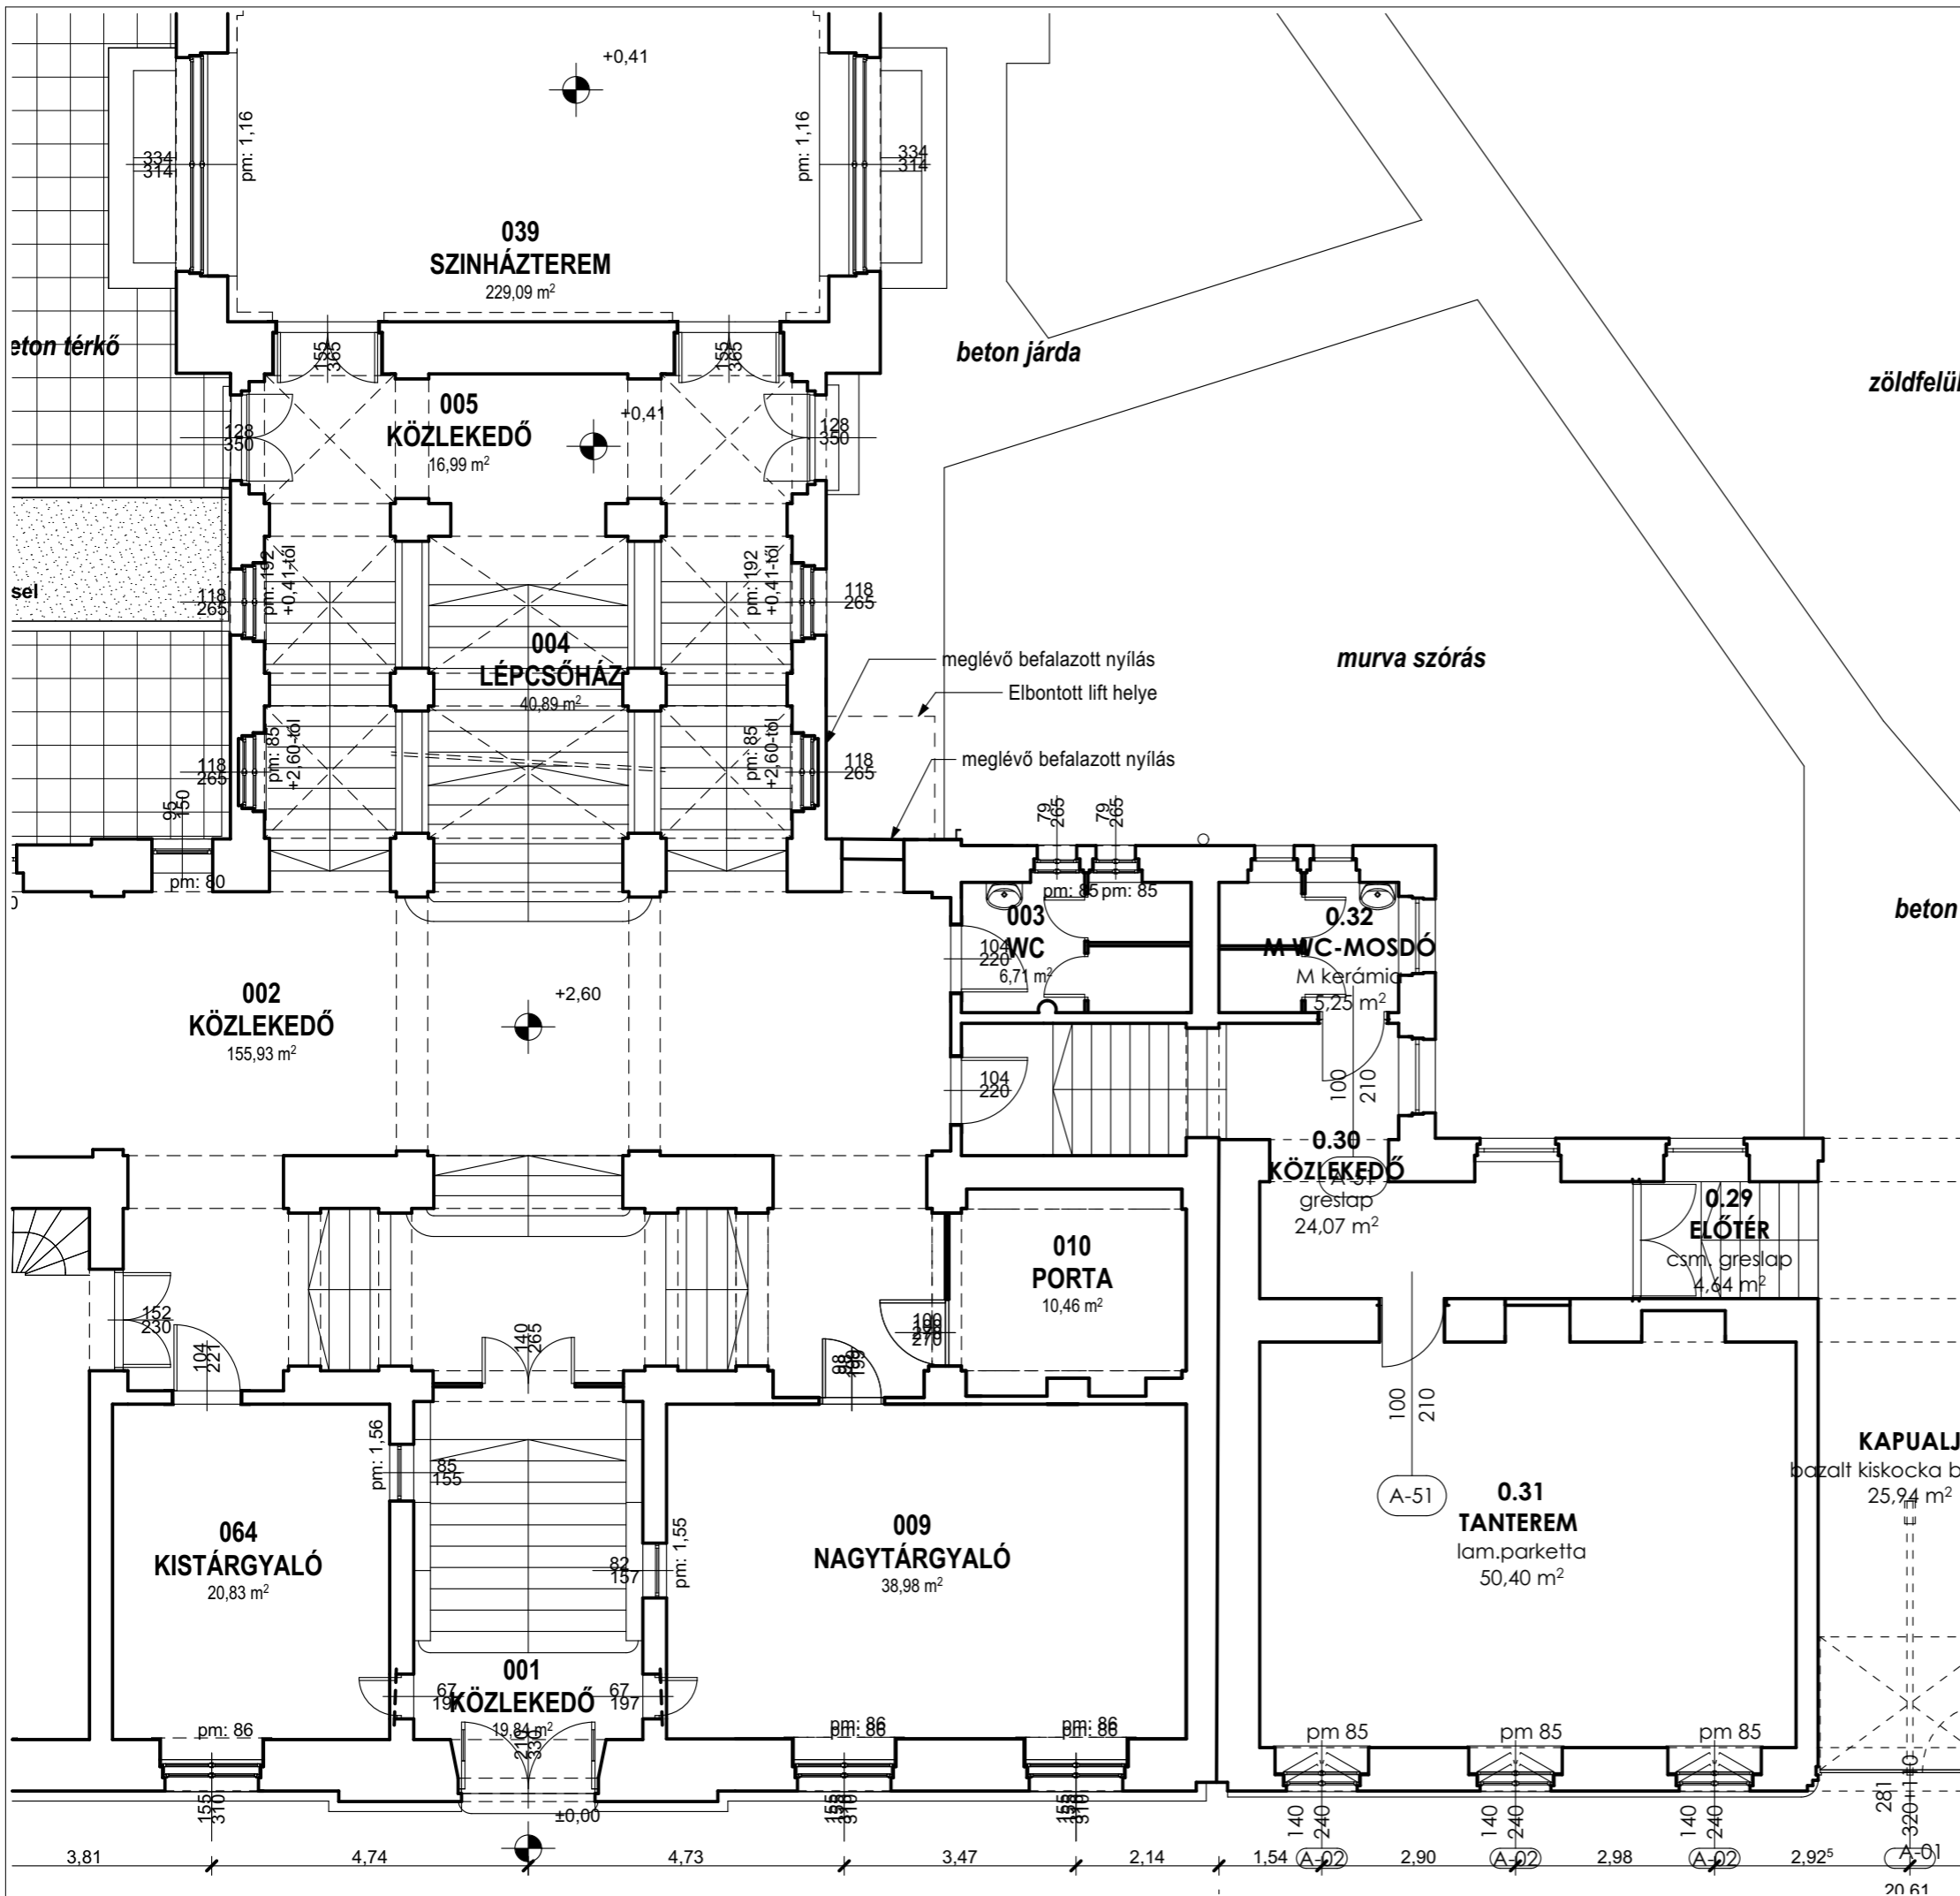 +0,41
334
314
pm: 1,16
pm: 1,16
334
314
039
SZINHÁZTEREM
229,09 m²
155
365
155
365
eton térkő
beton járda
zöldfelül
005
KÖZLEKEDŐ
16,99 m²
+0,41
128
350
128
350
sel
118
265
pm: 192
+0,41-től
pm: 192
+0,41-től
118
265
004
LÉPCSŐHÁZ
40,89 m²
meglévő befalazott nyílás
Elbontott lift helye
murva szórás
118
265
pm: 85
+2,60-tól
pm: 85
+2,60-tól
118
265
meglévő befalazott nyílás
95
150
pm: 80
79
265
79
265
pm: 85
pm: 85
003
WC
6,71 m²
104
220
0.32
M WC-MOSDÓ
M kerámia
5,25 m²
beton
002
KÖZLEKEDŐ
155,93 m²
+2,60
104
220
100
210
0.30
KÖZLEKEDŐ
A-51
greslap
24,07 m²
0.29
ELŐTÉR
csm. greslap
4,64 m²
010
PORTA
10,46 m²
152
230
104
221
140
265
100
210
pm: 1,56
85
155
A-51
0.31
TANTEREM
lam.parketta
50,40 m²
KAPUALJ
bazalt kiskocka b
25,94 m²
064
KISTÁRGYALÓ
20,83 m²
82
157
pm: 1,55
009
NAGYTÁRGYALÓ
38,98 m²
001
KÖZLEKEDŐ
19,84 m²
67
197
67
197
210
330
pm: 86
pm: 86
pm: 86
pm 85
pm 85
pm 85
155
310
±0,00
155
310
155
310
140
240
140
240
140
240
281
320+110
3,81
4,74
4,73
3,47
2,14
1,54
A-02
2,90
A-02
2,98
A-02
2,92⁵
A-01
20,61